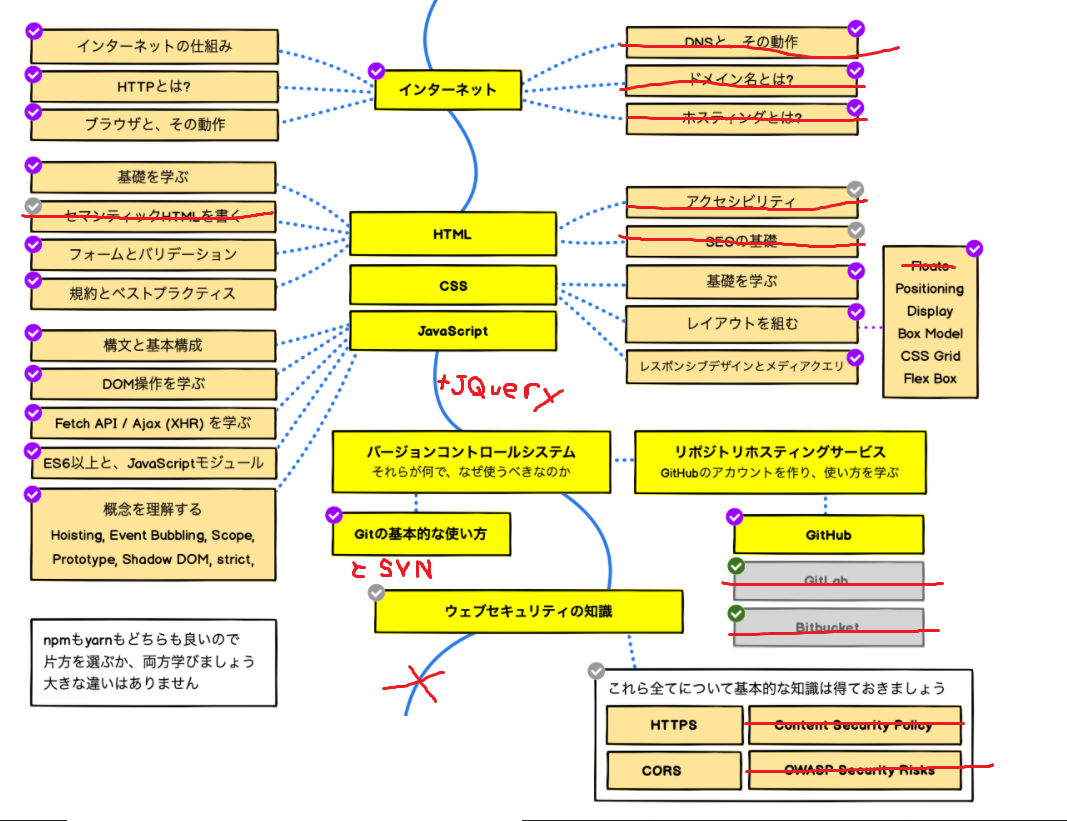 インターネットの仕組み
HTTPとは?
ブラウザと、その動作
インターネット
DNSと、その動作
ドメイン名とは?
ホスティングとは?
基礎を学ぶ
セマンティックHTMLを書く
フォームとバリデーション
規約とベストプラクティス
HTML
アクセシビリティ
SEOの基礎
CSS
基礎を学ぶ
レイアウトを組む
レスポンシブデザインとメディアクエリ
Floats
Positioning
Display
Box Model
CSS Grid
Flex Box
JavaScript
構文と基本構成
DOM操作を学ぶ
Fetch API / Ajax (XHR) を学ぶ
ES6以上と、JavaScriptモジュール
概念を理解する
Hoisting, Event Bubbling, Scope,
Prototype, Shadow DOM, strict,
+JQuery
バージョンコントロールシステム
それらが何で、なぜ使うべきなのか
リポジトリホスティングサービス
GitHubのアカウントを作り、使い方を学ぶ
Gitの基本的な使い方
と SVN
GitHub
GitLab
Bitbucket
ウェブセキュリティの知識
npmもyarnもどちらも良いので
片方を選ぶか、両方学びましょう
大きな違いはありません
これら全てについて基本的な知識は得ておきましょう
HTTPS
Content Security Policy
CORS
OWASP Security Risks